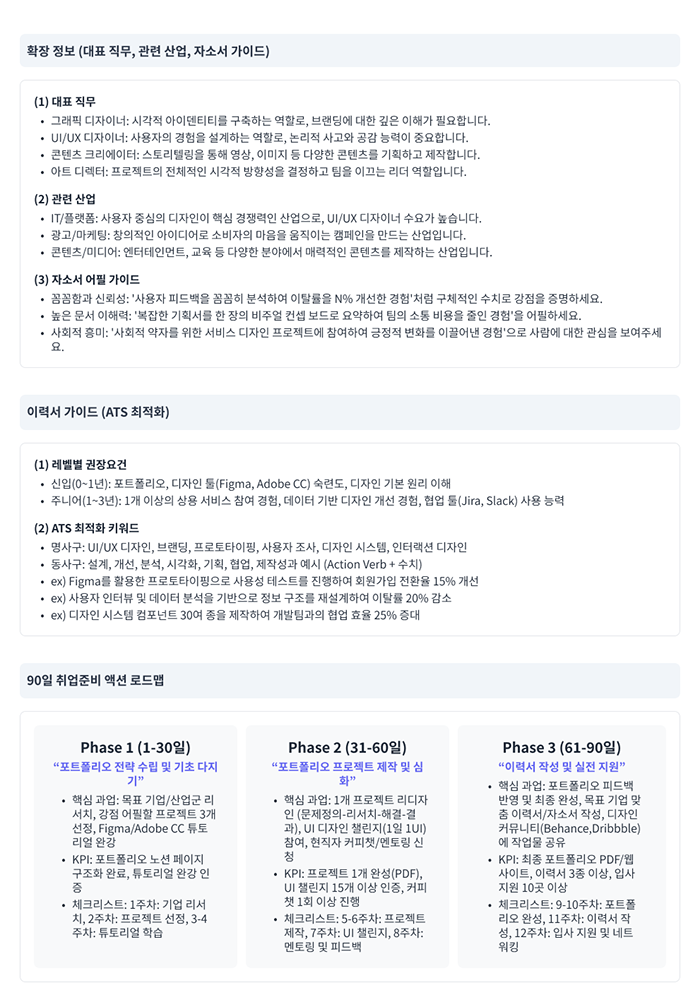 확장 정보 (대표 직무, 관련 산업, 자소서 가이드)
(1) 대표 직무
• 그래픽 디자이너: 시각적 아이덴티티를 구축하는 역할로, 브랜딩에 대한 깊은 이해가 필요합니다.
• UI/UX 디자이너: 사용자의 경험을 설계하는 역할로, 논리적 사고와 공감 능력이 중요합니다.
• 콘텐츠 크리에이터: 스토리텔링을 통해 영상, 이미지 등 다양한 콘텐츠를 기획하고 제작합니다.
• 아트 디렉터: 프로젝트의 전체적인 시각적 방향성을 결정하고 팀을 이끄는 리더 역할입니다.
(2) 관련 산업
• IT/플랫폼: 사용자 중심의 디자인이 핵심 경쟁력인 산업으로, UI/UX 디자이너 수요가 높습니다.
• 광고/마케팅: 창의적인 아이디어로 소비자의 마음을 움직이는 캠페인을 만드는 산업입니다.
• 콘텐츠/미디어: 엔터테인먼트, 교육 등 다양한 분야에서 매력적인 콘텐츠를 제작하는 산업입니다.
(3) 자소서 어필 가이드
• 꼼꼼함과 신뢰성: '사용자 피드백을 꼼꼼히 분석하여 이탈률을 N% 개선한 경험'처럼 구체적인 수치로 강점을 증명하세요.
• 높은 문서 이해력: '복잡한 기획서를 한 장의 비주얼 컨셉 보드로 요약하여 팀의 소통 비용을 줄인 경험'을 어필하세요.
• 사회적 흥미: '사회적 약자를 위한 서비스 디자인 프로젝트에 참여하여 긍정적 변화를 이끌어낸 경험'으로 사람에 대한 관심을 보여주세
요.
이력서 가이드 (ATS 최적화)
(1) 레벨별 권장요건
• 신입(0~1년): 포트폴리오, 디자인 툴(Figma, Adobe CC) 숙련도, 디자인 기본 원리 이해
• 주니어(1~3년): 1개 이상의 상용 서비스 참여 경험, 데이터 기반 디자인 개선 경험, 협업 툴(Jira, Slack) 사용 능력
(2) ATS 최적화 키워드
• 명사구: UI/UX 디자인, 브랜딩, 프로토타이핑, 사용자 조사, 디자인 시스템, 인터랙션 디자인
• 동사구: 설계, 개선, 분석, 시각화, 기획, 협업, 제작성과 예시 (Action Verb + 수치)
• ex) Figma를 활용한 프로토타이핑으로 사용성 테스트를 진행하여 회원가입 전환율 15% 개선
• ex) 사용자 인터뷰 및 데이터 분석을 기반으로 정보 구조를 재설계하여 이탈률 20% 감소
• ex) 디자인 시스템 컴포넌트 30여 종을 제작하여 개발팀과의 협업 효율 25% 증대
90일 취업준비 액션 로드맵
Phase 1 (1-30일)
“포트폴리오 전략 수립 및 기초 다지
기”
• 핵심 과업: 목표 기업/산업군 리
서치, 강점 어필할 프로젝트 3개
선정, Figma/Adobe CC 튜토
리얼 완강
• KPI: 포트폴리오 노션 페이지
구조화 완료, 튜토리얼 완강 인
증
• 체크리스트: 1주차: 기업 리서
치, 2주차: 프로젝트 선정, 3-4
주차: 튜토리얼 학습
Phase 2 (31-60일)
“포트폴리오 프로젝트 제작 및 심
화”
• 핵심 과업: 1개 프로젝트 리디자
인 (문제정의-리서치-해결-결
과), UI 디자인 챌린지(1일 1UI)
참여, 현직자 커피챗/멘토링 신
청
• KPI: 프로젝트 1개 완성(PDF),
UI 챌린지 15개 이상 인증, 커피
챗 1회 이상 진행
• 체크리스트: 5-6주차: 프로젝트
제작, 7주차: UI 챌린지, 8주차:
멘토링 및 피드백
Phase 3 (61-90일)
“이력서 작성 및 실전 지원”
• 핵심 과업: 포트폴리오 피드백
반영 및 최종 완성, 목표 기업 맞
춤 이력서/자소서 작성, 디자인
커뮤니티(Behance,Dribbble)
에 작업물 공유
• KPI: 최종 포트폴리오 PDF/웹
사이트, 이력서 3종 이상, 입사
지원 10곳 이상
• 체크리스트: 9-10주차: 포트폴
리오 완성, 11주차: 이력서 작
성, 12주차: 입사 지원 및 네트
워킹